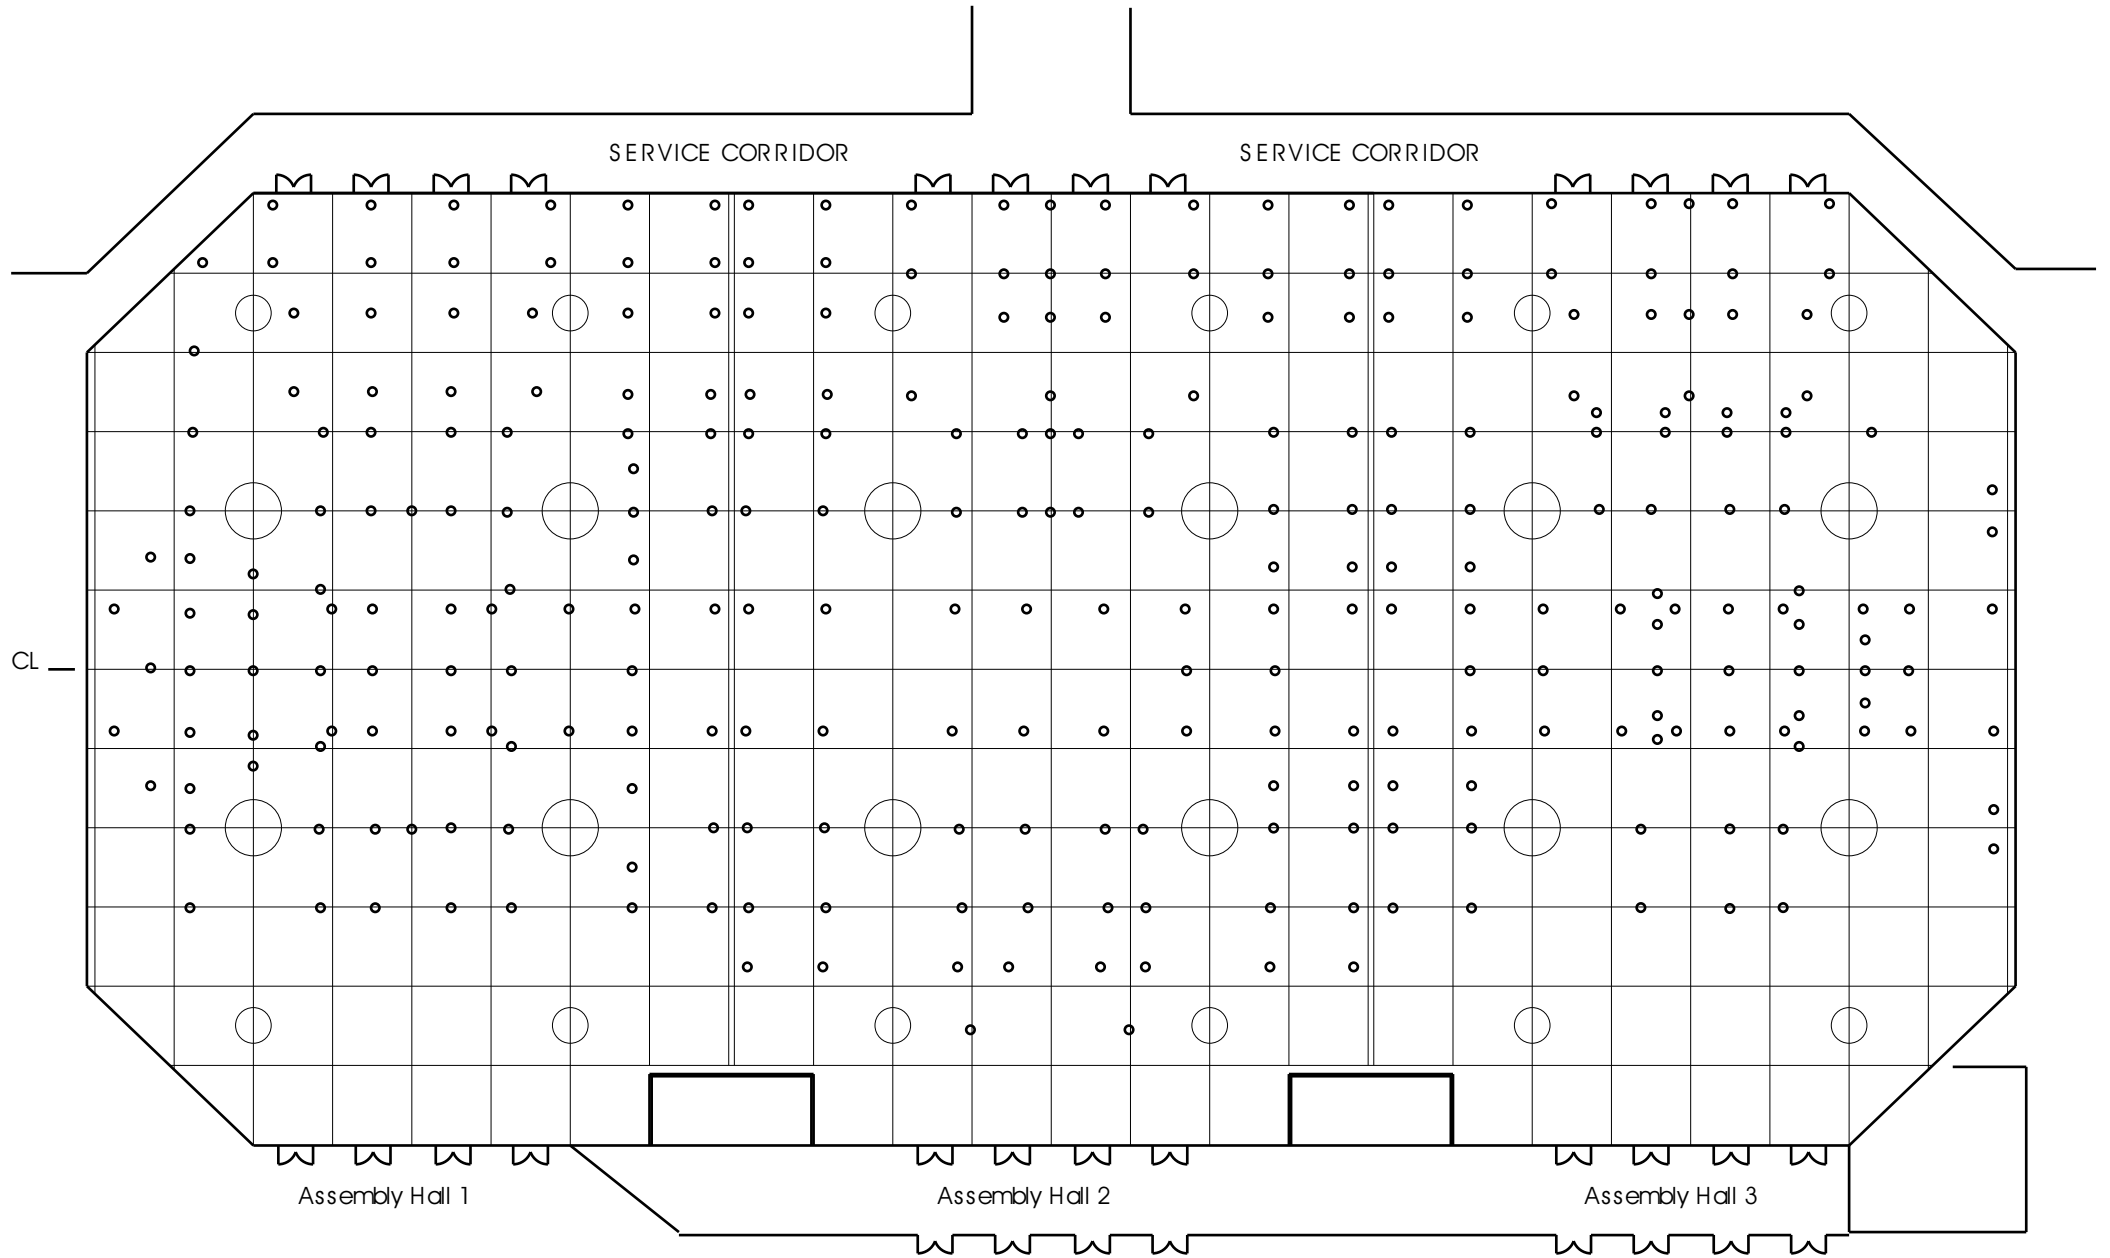 SERVICE CORRIDOR
SERVICE CORRIDOR
CL
Assembly Hall 1
Assembly Hall 2
Assembly Hall 3